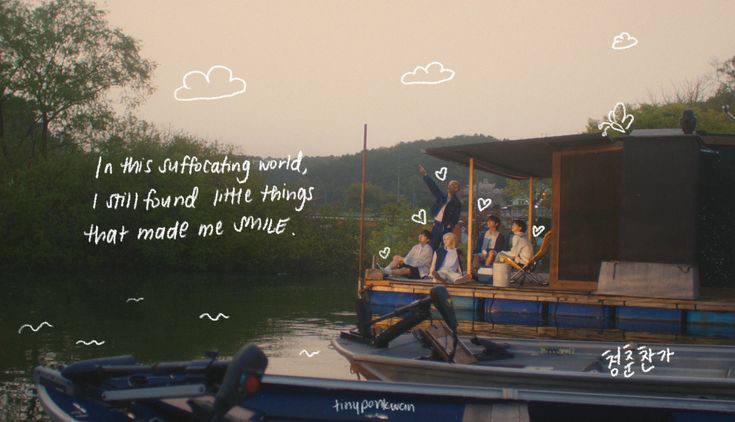 In this suffocating world,
I still found little things
that made me SMILE.
청춘찬가
tinyponkwan